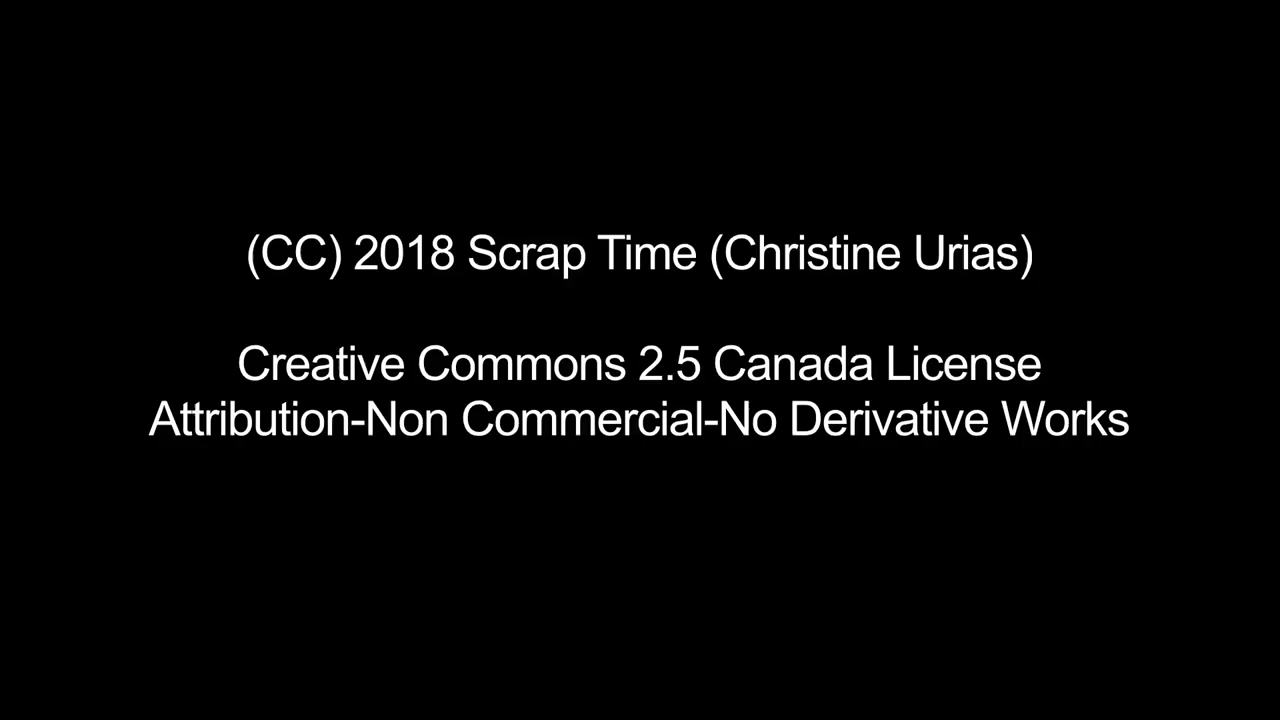 (CC) 2018 Scrap Time (Christine Urias)
Creative Commons 2.5 Canada License
Attribution-Non Commercial-No Derivative Works